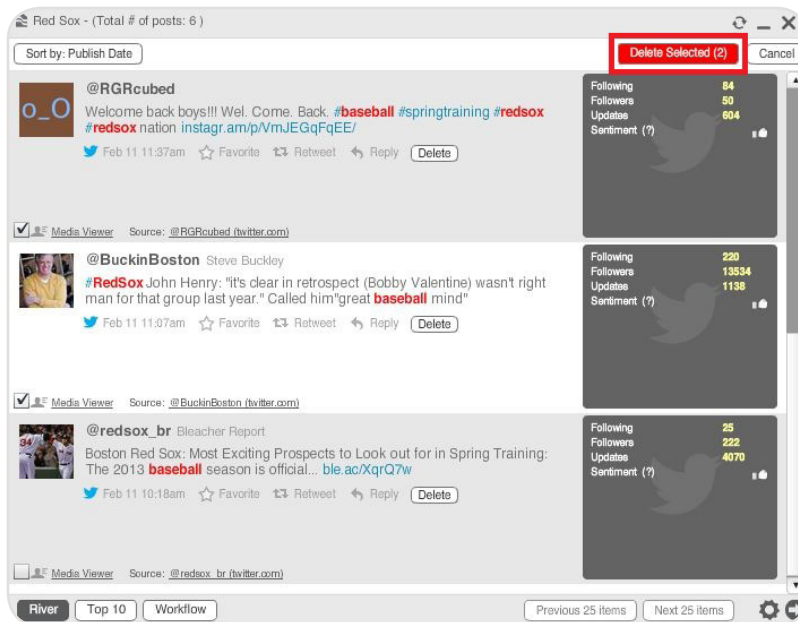 Red Sox - (Total # of posts: 6 )
Sort by: Publish Date
Delete Selected (2)
Cancel
o_O
@RGRcubed
Welcome back boys!!! Wel. Come. Back. #baseball #springtraining #redsox
#redsox nation instagr.am/p/VmJEGqFqEE/
Feb 11 11:37am Favorite Retweet Reply Delete
Following 84
Followers 50
Updates 604
Sentiment (?)
Media Viewer Source: @RGRcubed (twitter.com)
@BuckinBoston Steve Buckley
#RedSox John Henry: "it's clear in retrospect (Bobby Valentine) wasn't right
man for that group last year." Called him"great baseball mind"
Feb 11 11:07am Favorite Retweet Reply Delete
Following 220
Followers 13534
Updates 1138
Sentiment (?)
Media Viewer Source: @BuckinBoston (twitter.com)
34
@redsox_br Bleacher Report
Boston Red Sox: Most Exciting Prospects to Look out for in Spring Training:
The 2013 baseball season is official... ble.ac/XqrQ7w
Feb 11 10:18am Favorite Retweet Reply Delete
Following 25
Followers 222
Updates 4070
Sentiment (?)
Media Viewer Source: @redsox_br (twitter.com)
River Top 10 Workflow Previous 25 items Next 25 items